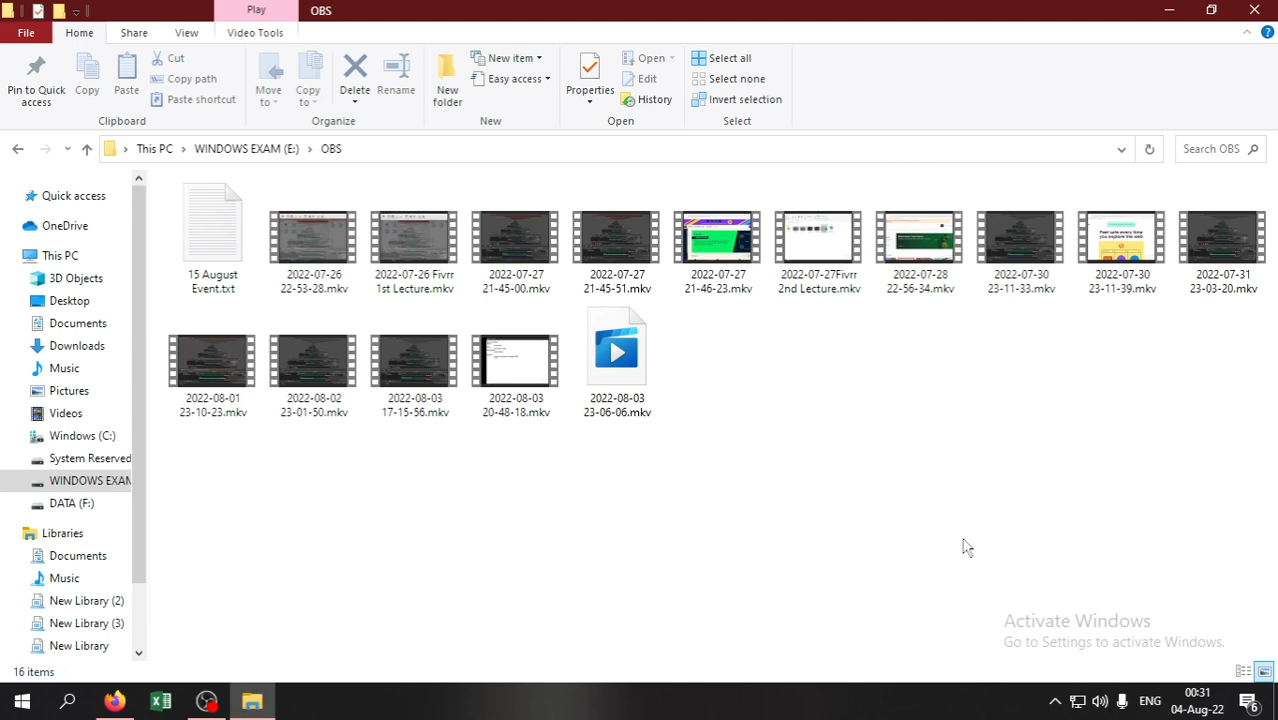 Play
OBS
File
Home
Share
View
Video Tools
Pin to Quick access
Copy
Paste
Cut
Copy path
Paste shortcut
Clipboard
Move to
Copy to
Delete
Rename
Organize
New folder
New item
Easy access
New
Properties
Open
Edit
History
Open
Select all
Select none
Invert selection
Select
This PC
WINDOWS EXAM (E:)
OBS
Search OBS
Quick access
OneDrive
This PC
3D Objects
Desktop
Documents
Downloads
Music
Pictures
Videos
Windows (C:)
System Reserved
WINDOWS EXAM
DATA (F:)
Libraries
Documents
Music
New Library (2)
New Library (3)
New Library
15 August
Event.txt
2022-07-26
22-53-28.mkv
2022-07-26 Fivrr
1st Lecture.mkv
2022-07-27
21-45-00.mkv
2022-07-27
21-45-51.mkv
2022-07-27
21-46-23.mkv
2022-07-27Fivrr
2nd Lecture.mkv
2022-07-28
22-56-34.mkv
2022-07-30
23-11-33.mkv
2022-07-30
23-11-39.mkv
2022-07-31
23-03-20.mkv
2022-08-01
23-10-23.mkv
2022-08-02
23-01-50.mkv
2022-08-03
17-15-56.mkv
2022-08-03
20-48-18.mkv
2022-08-03
23-06-06.mkv
Activate Windows
Go to Settings to activate Windows.
16 items
ENG
00:31
04-Aug-22
6